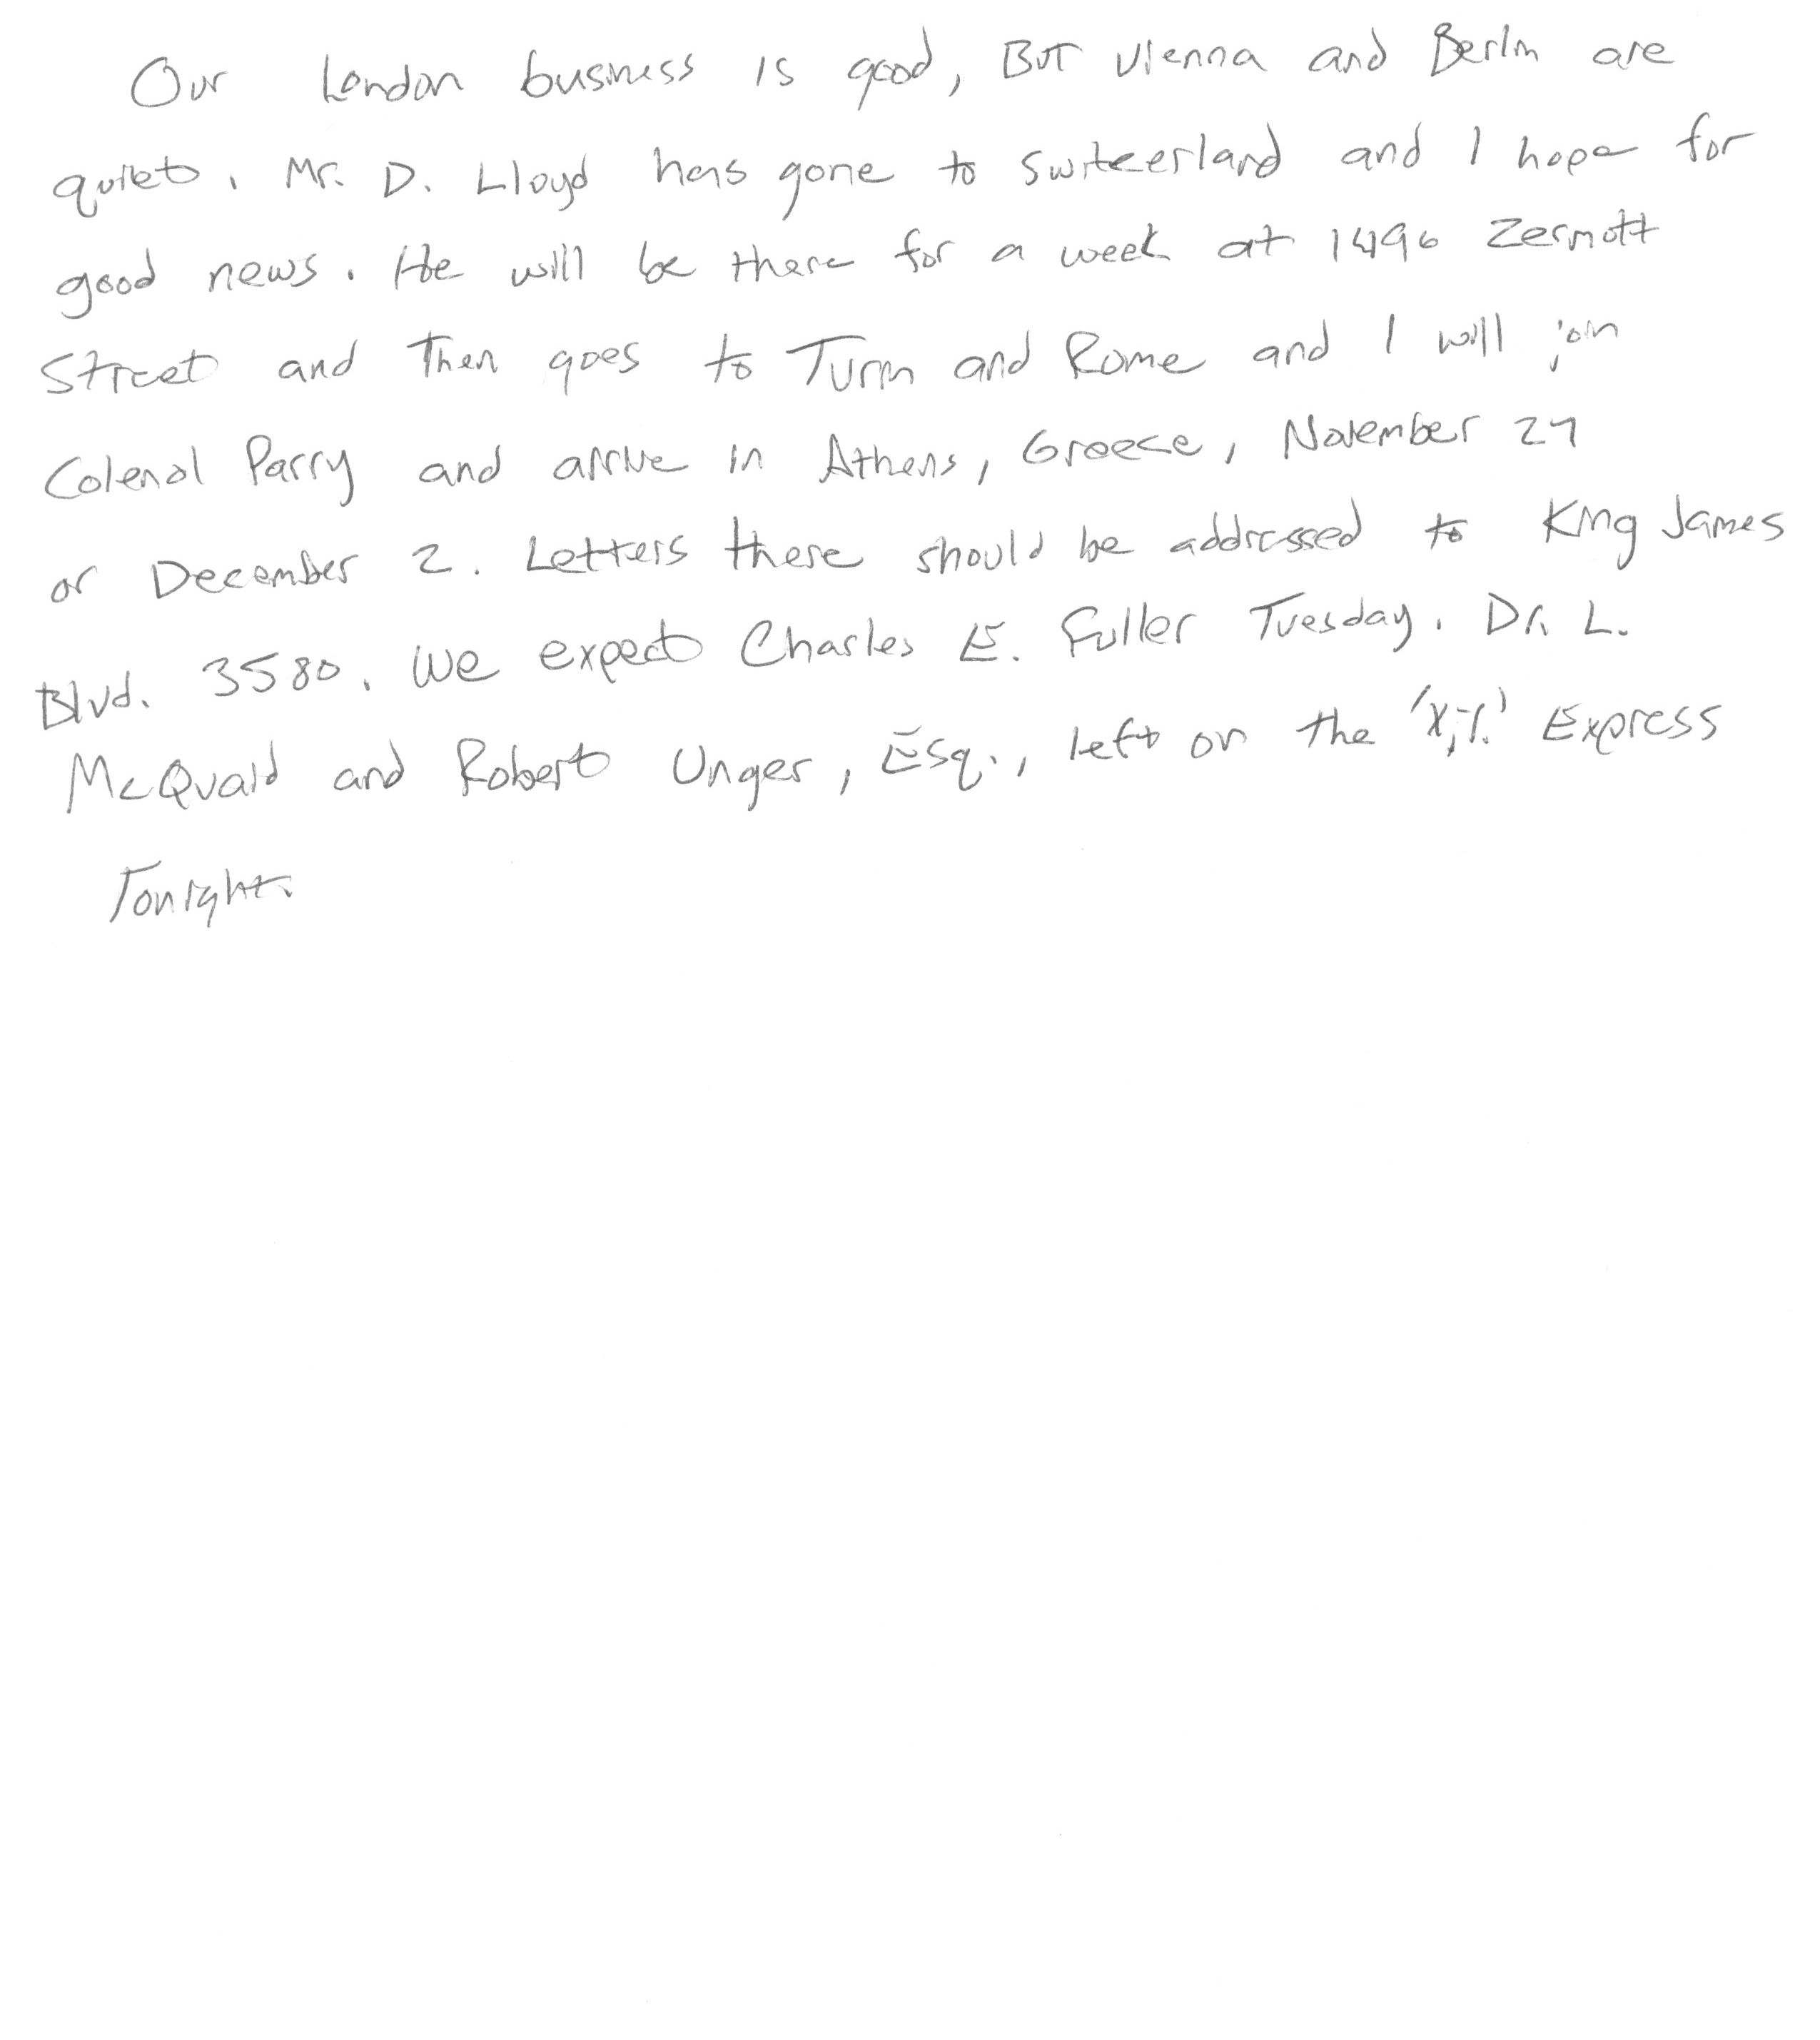 Our London business is good, But Vienna and Berlin are
quiet. Mr. D. Lloyd has gone to Switeerland and I hope for
good news. He will be there for a week at 1496 Zermott
Street and Then goes to Turin and Rome and I will join
Colenol Parry and arrive in Athens, Greece, November 27
or December 2. Letters there should be addressed to King James
Blvd. 3580. We expect Charles E. Fuller Tuesday. Dr. L.
McQuaid and Robert Unger, Esq., left on the Express
Tonight.